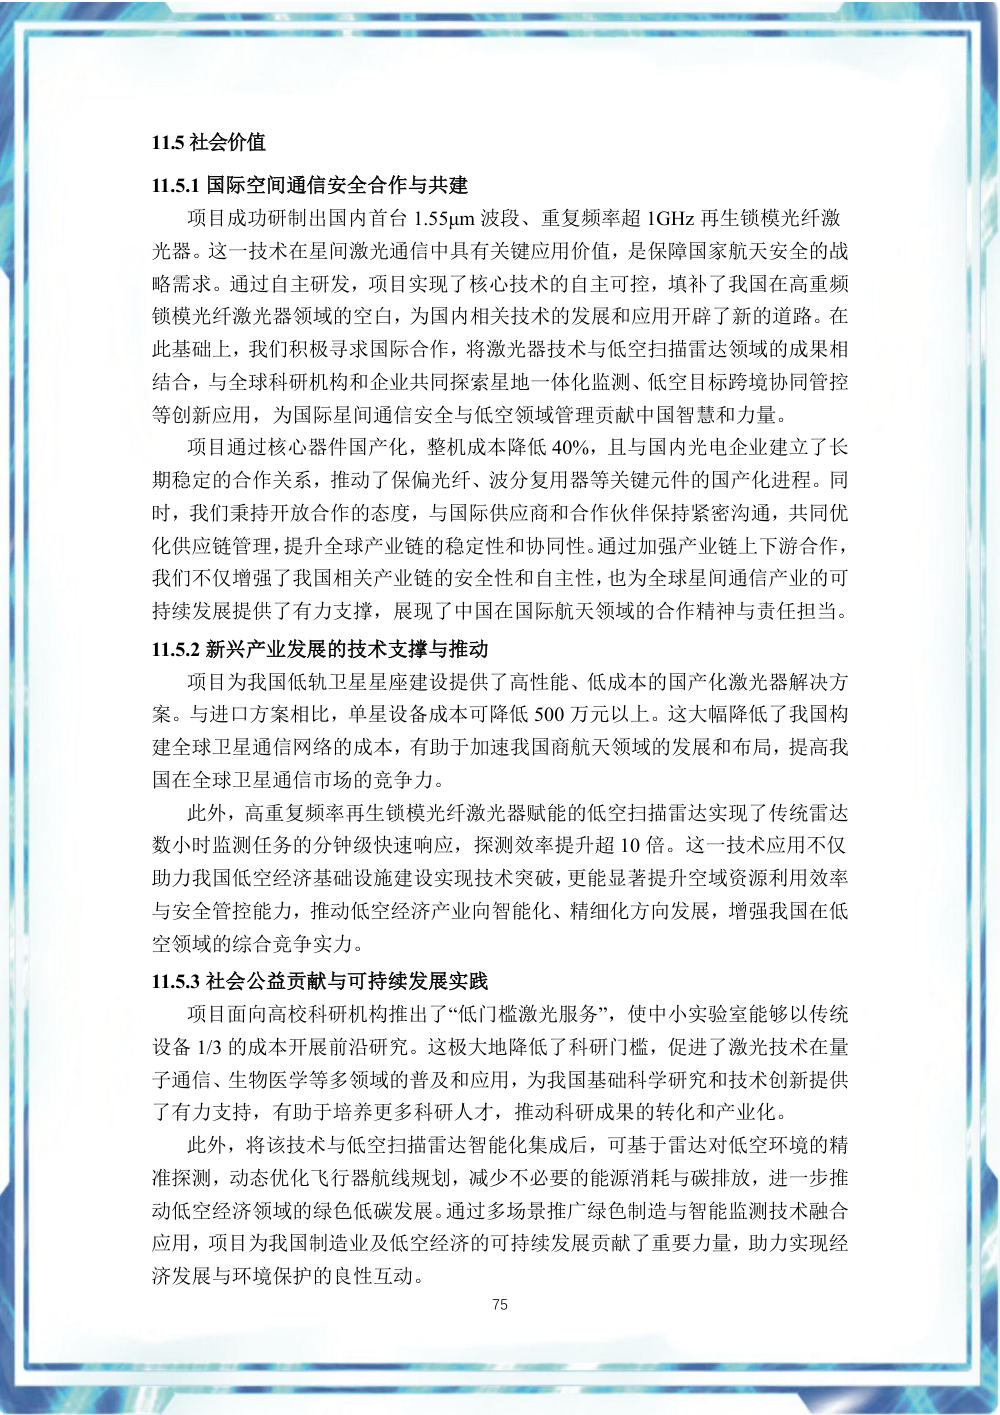 11.5 社会价值
11.5.1 国际空间通信安全合作与共建
项目成功研制出国内首台 1.55μm 波段、重复频率超 1GHz 再生锁模光纤激
光器。这一技术在星间激光通信中具有关键应用价值，是保障国家航天安全的战
略需求。通过自主研发，项目实现了核心技术的自主可控，填补了我国在高重频
锁模光纤激光器领域的空白，为国内相关技术的发展和应用开辟了新的道路。在
此基础上，我们积极寻求国际合作，将激光器技术与低空扫描雷达领域的成果相
结合，与全球科研机构和企业共同探索星地一体化监测、低空目标跨境协同管控
等创新应用，为国际星间通信安全与低空领域管理贡献中国智慧和力量。
项目通过核心器件国产化，整机成本降低 40%，且与国内光电企业建立了长
期稳定的合作关系，推动了保偏光纤、波分复用器等关键元件的国产化进程。同
时，我们秉持开放合作的态度，与国际供应商和合作伙伴保持紧密沟通，共同优
化供应链管理，提升全球产业链的稳定性和协同性。通过加强产业链上下游合作，
我们不仅增强了我国相关产业链的安全性和自主性，也为全球星间通信产业的可
持续发展提供了有力支撑，展现了中国在国际航天领域的合作精神与责任担当。
11.5.2 新兴产业发展的技术支撑与推动
项目为我国低轨卫星星座建设提供了高性能、低成本的国产化激光器解决方
案。与进口方案相比，单星设备成本可降低 500 万元以上。这大幅降低了我国构
建全球卫星通信网络的成本，有助于加速我国商航天领域的发展和布局，提高我
国在全球卫星通信市场的竞争力。
此外，高重复频率再生锁模光纤激光器赋能的低空扫描雷达实现了传统雷达
数小时监测任务的分钟级快速响应，探测效率提升超 10 倍。这一技术应用不仅
助力我国低空经济基础设施建设实现技术突破，更能显著提升空域资源利用效率
与安全管控能力，推动低空经济产业向智能化、精细化方向发展，增强我国在低
空领域的综合竞争实力。
11.5.3 社会公益贡献与可持续发展实践
项目面向高校科研机构推出了“低门槛激光服务”，使中小实验室能够以传统
设备 1/3 的成本开展前沿研究。这极大地降低了科研门槛，促进了激光技术在量
子通信、生物医学等多领域的普及和应用，为我国基础科学研究和技术创新提供
了有力支持，有助于培养更多科研人才，推动科研成果的转化和产业化。
此外，将该技术与低空扫描雷达智能化集成后，可基于雷达对低空环境的精
准探测，动态优化飞行器航线规划，减少不必要的能源消耗与碳排放，进一步推
动低空经济领域的绿色低碳发展。通过多场景推广绿色制造与智能监测技术融合
应用，项目为我国制造业及低空经济的可持续发展贡献了重要力量，助力实现经
济发展与环境保护的良性互动。
75